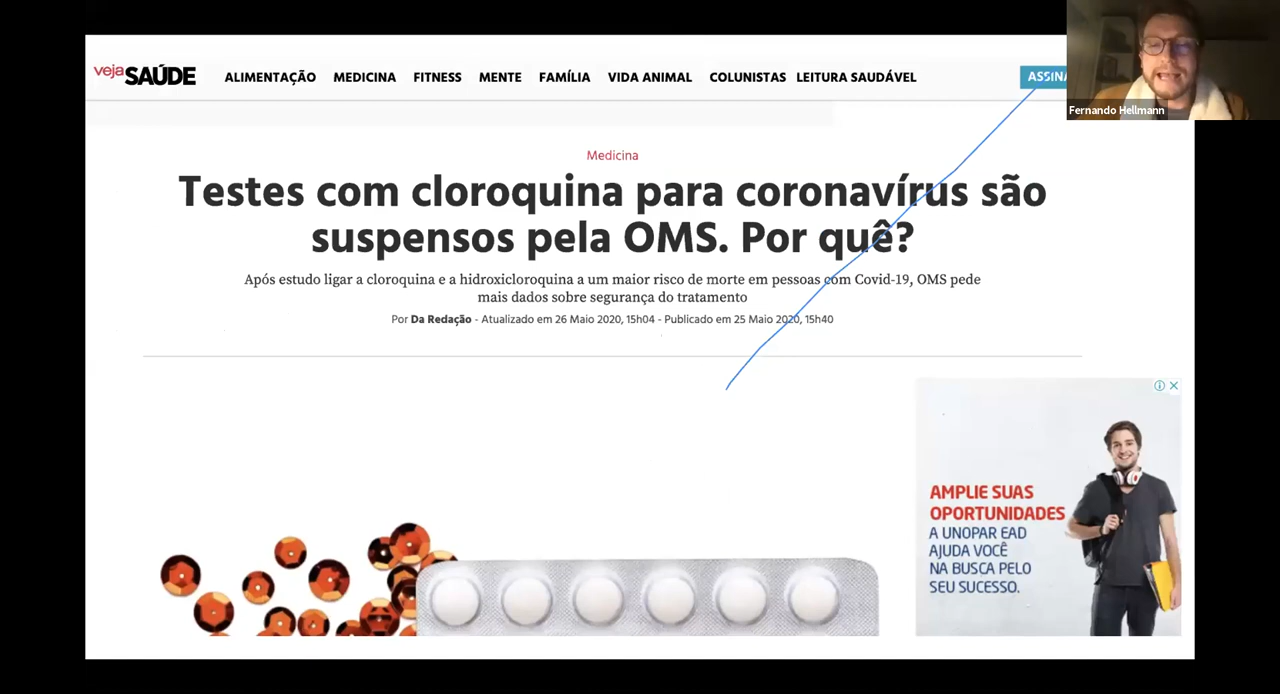 veja SAÚDE
ALIMENTAÇÃO MEDICINA FITNESS MENTE FAMÍLIA VIDA ANIMAL COLUNISTAS LEITURA SAUDÁVEL
ASSINA
Fernando Hellmann
Medicina
Testes com cloroquina para coronavírus são
suspensos pela OMS. Por quê?
Após estudo ligar a cloroquina e a hidroxicloroquina a um maior risco de morte em pessoas com Covid-19, OMS pede
mais dados sobre segurança do tratamento
Por Da Redação - Atualizado em 26 Maio 2020, 15h04 - Publicado em 25 Maio 2020, 15h40
AMPLIE SUAS
OPORTUNIDADES
A UNOPAR EAD
AJUDA VOCÊ
NA BUSCA PELO
SEU SUCESSO.